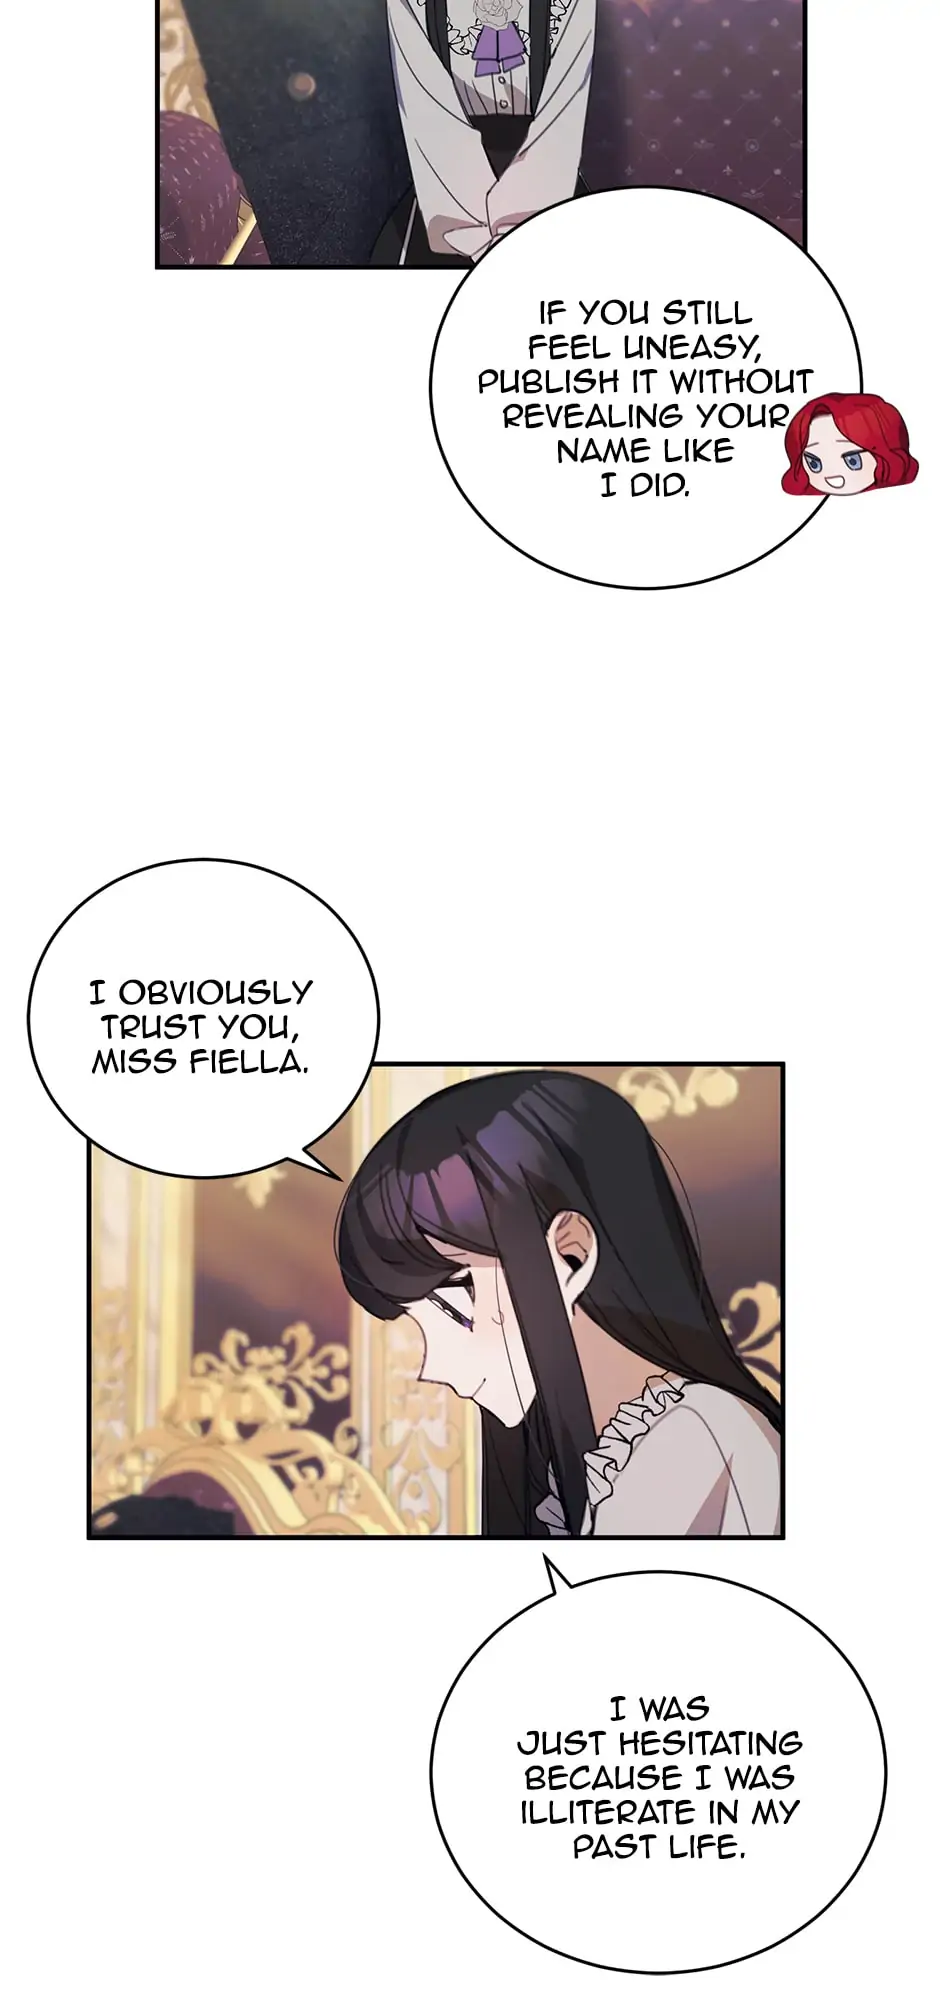 IF YOU STILL
FEEL UNEASY,
PUBLISH IT WITHOUT
REVEALING YOUR
NAME LIKE
I DID.
I OBVIOUSLY
TRUST YOU,
MISS FIELLA.
I WAS
JUST HESITATING
BECAUSE I WAS
ILLITERATE IN MY
PAST LIFE.